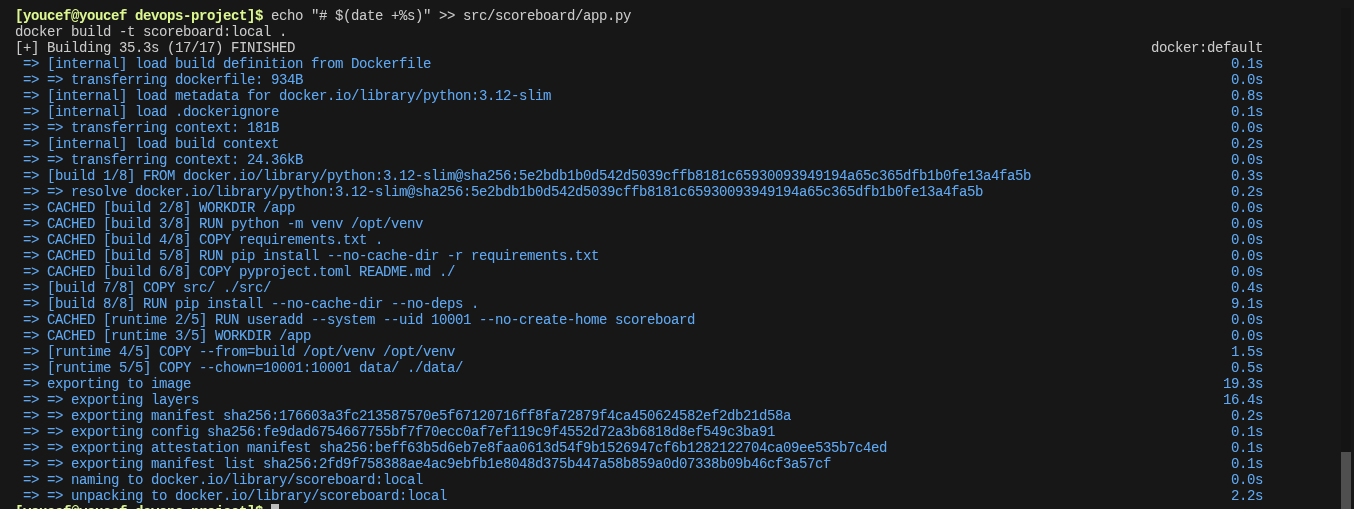 [youcef@youcef devops-project]$ echo "# $(date +%s)" >> src/scoreboard/app.py
docker build -t scoreboard:local .
[+] Building 35.3s (17/17) FINISHED docker:default
=> [internal] load build definition from Dockerfile 0.1s
=> => transferring dockerfile: 934B 0.0s
=> [internal] load metadata for docker.io/library/python:3.12-slim 0.8s
=> [internal] load .dockerignore 0.1s
=> => transferring context: 181B 0.0s
=> [internal] load build context 0.2s
=> => transferring context: 24.36kB 0.0s
=> [build 1/8] FROM docker.io/library/python:3.12-slim@sha256:5e2bdb1b0d542d5039cffb8181c65930093949194a65c365dfb1b0fe13a4fa5b 0.3s
=> => resolve docker.io/library/python:3.12-slim@sha256:5e2bdb1b0d542d5039cffb8181c65930093949194a65c365dfb1b0fe13a4fa5b 0.2s
=> CACHED [build 2/8] WORKDIR /app 0.0s
=> CACHED [build 3/8] RUN python -m venv /opt/venv 0.0s
=> CACHED [build 4/8] COPY requirements.txt . 0.0s
=> CACHED [build 5/8] RUN pip install --no-cache-dir -r requirements.txt 0.0s
=> CACHED [build 6/8] COPY pyproject.toml README.md ./ 0.0s
=> [build 7/8] COPY src/ ./src/ 0.4s
=> [build 8/8] RUN pip install --no-cache-dir --no-deps . 9.1s
=> CACHED [runtime 2/5] RUN useradd --system --uid 10001 --no-create-home scoreboard 0.0s
=> CACHED [runtime 3/5] WORKDIR /app 0.0s
=> [runtime 4/5] COPY --from=build /opt/venv /opt/venv 1.5s
=> [runtime 5/5] COPY --chown=10001:10001 data/ ./data/ 0.5s
=> exporting to image 19.3s
=> => exporting layers 16.4s
=> => exporting manifest sha256:176603a3fc213587570e5f67120716ff8fa72879f4ca450624582ef2db21d58a 0.2s
=> => exporting config sha256:fe9dad6754667755bf7f70ecc0af7ef119c9f4552d72a3b6818d8ef549c3ba91 0.1s
=> => exporting attestation manifest sha256:beff63b5d6eb7e8faa0613d54f9b1526947cf6b1282122704ca09ee535b7c4ed 0.1s
=> => exporting manifest list sha256:2fd9f758388ae4ac9ebfb1e8048d375b447a58b859a0d07338b09b46cf3a57cf 0.1s
=> => naming to docker.io/library/scoreboard:local 0.0s
=> => unpacking to docker.io/library/scoreboard:local 2.2s
[youcef@youcef devops-project]$